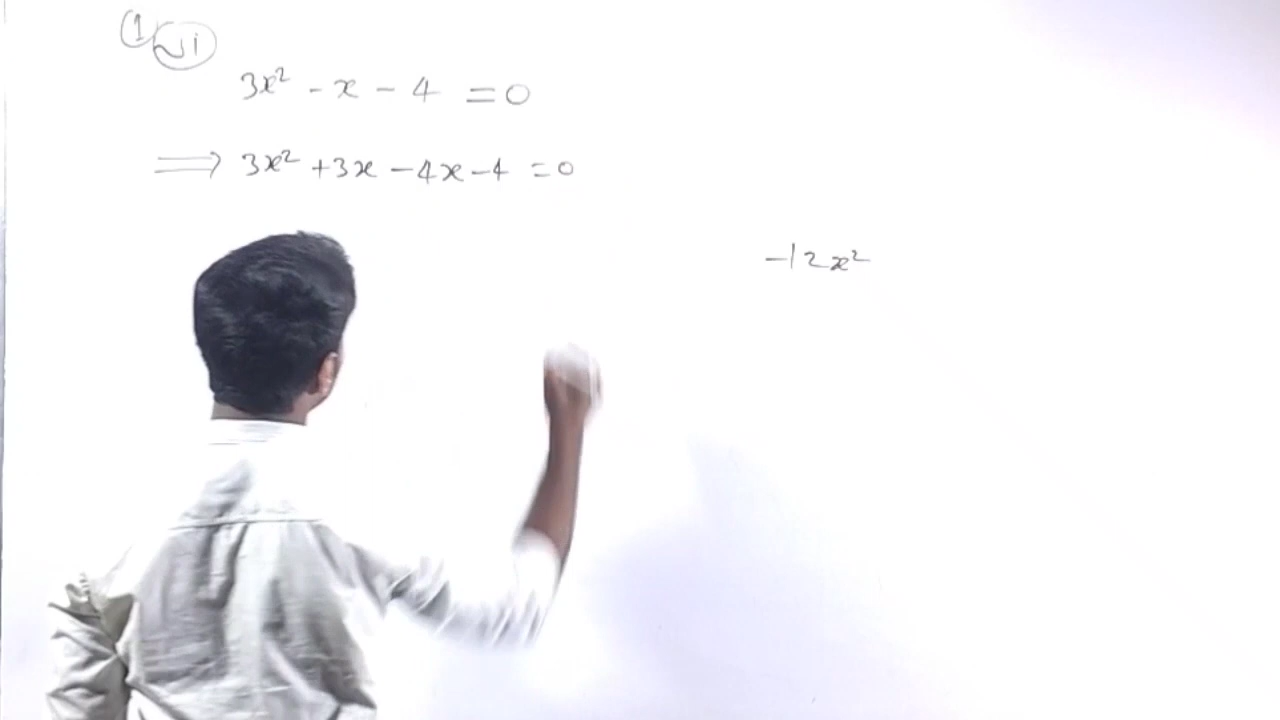 1 vi
3x² - x - 4 = 0
⟹ 3x² + 3x - 4x - 4 = 0
-12x²